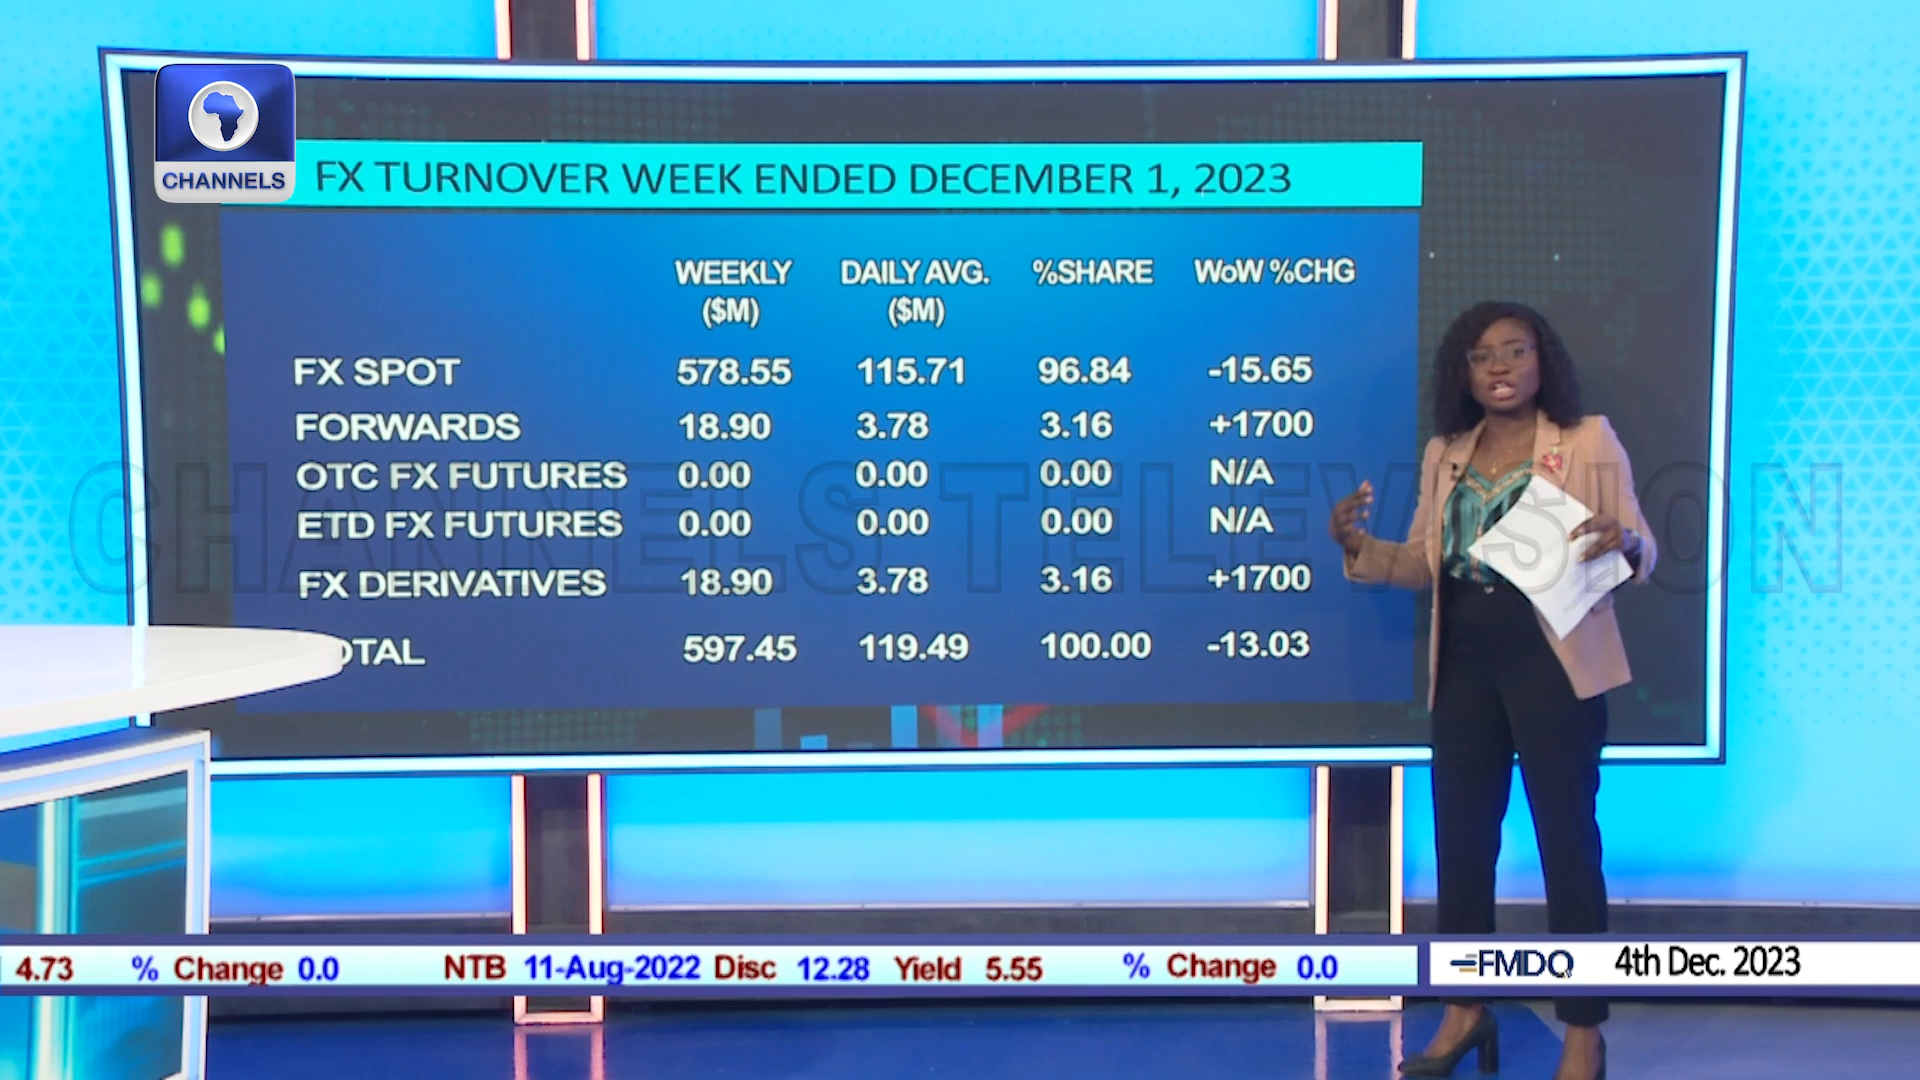 CHANNELS
FX TURNOVER WEEK ENDED DECEMBER 1, 2023
WEEKLY DAILY AVG. %SHARE WoW %CHG
($M) ($M)
FX SPOT 578.55 115.71 96.84 -15.65
FORWARDS 18.90 3.78 3.16 +1700
OTC FX FUTURES 0.00 0.00 0.00 N/A
ETD FX FUTURES 0.00 0.00 0.00 N/A
CHANNELS TELEVISION
FX DERIVATIVES 18.90 3.78 3.16 +1700
OTAL 597.45 119.49 100.00 -13.03
4.73 % Change 0.0 NTB 11-Aug-2022 Disc 12.28 Yield 5.55 % Change 0.0 FMDQ 4th Dec. 2023